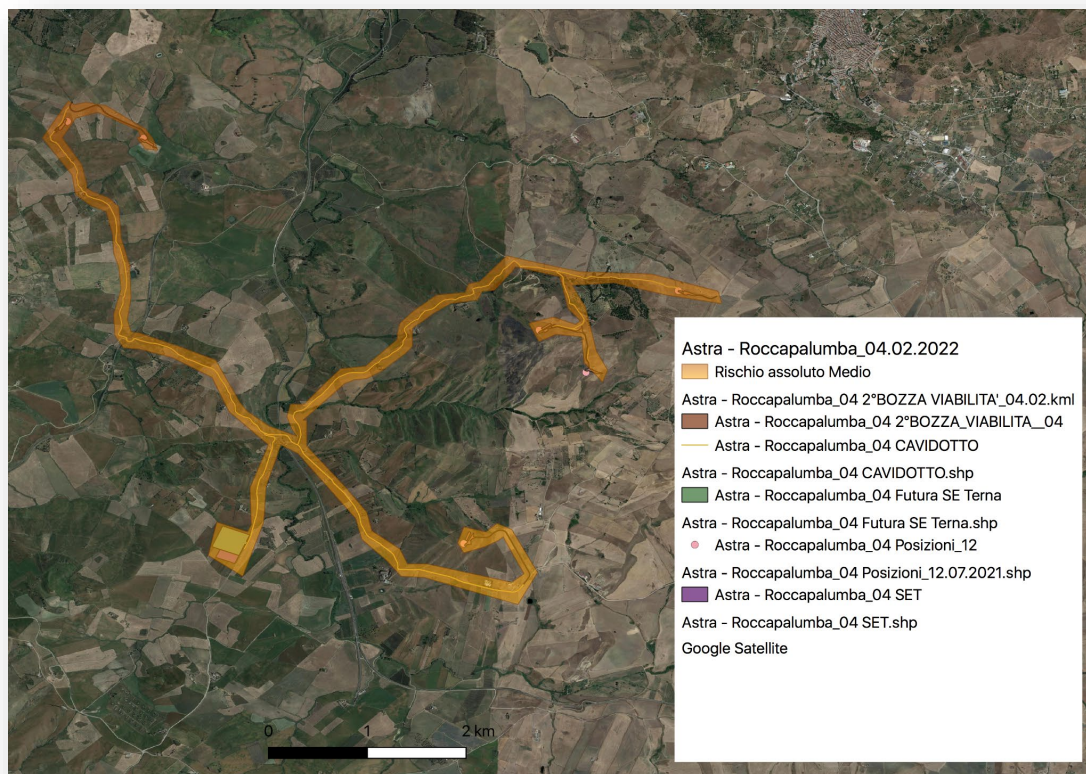 Astra - Roccapalumba_04.02.2022
Rischio assoluto Medio
Astra - Roccapalumba_04 2°BOZZA VIABILITA'_04.02.kml
Astra - Roccapalumba_04 2°BOZZA_VIABILITA__04
Astra - Roccapalumba_04 CAVIDOTTO
Astra - Roccapalumba_04 CAVIDOTTO.shp
Astra - Roccapalumba_04 Futura SE Terna
Astra - Roccapalumba_04 Futura SE Terna.shp
Astra - Roccapalumba_04 Posizioni_12
Astra - Roccapalumba_04 Posizioni_12.07.2021.shp
Astra - Roccapalumba_04 SET
Astra - Roccapalumba_04 SET.shp
Google Satellite
0 1 2 km